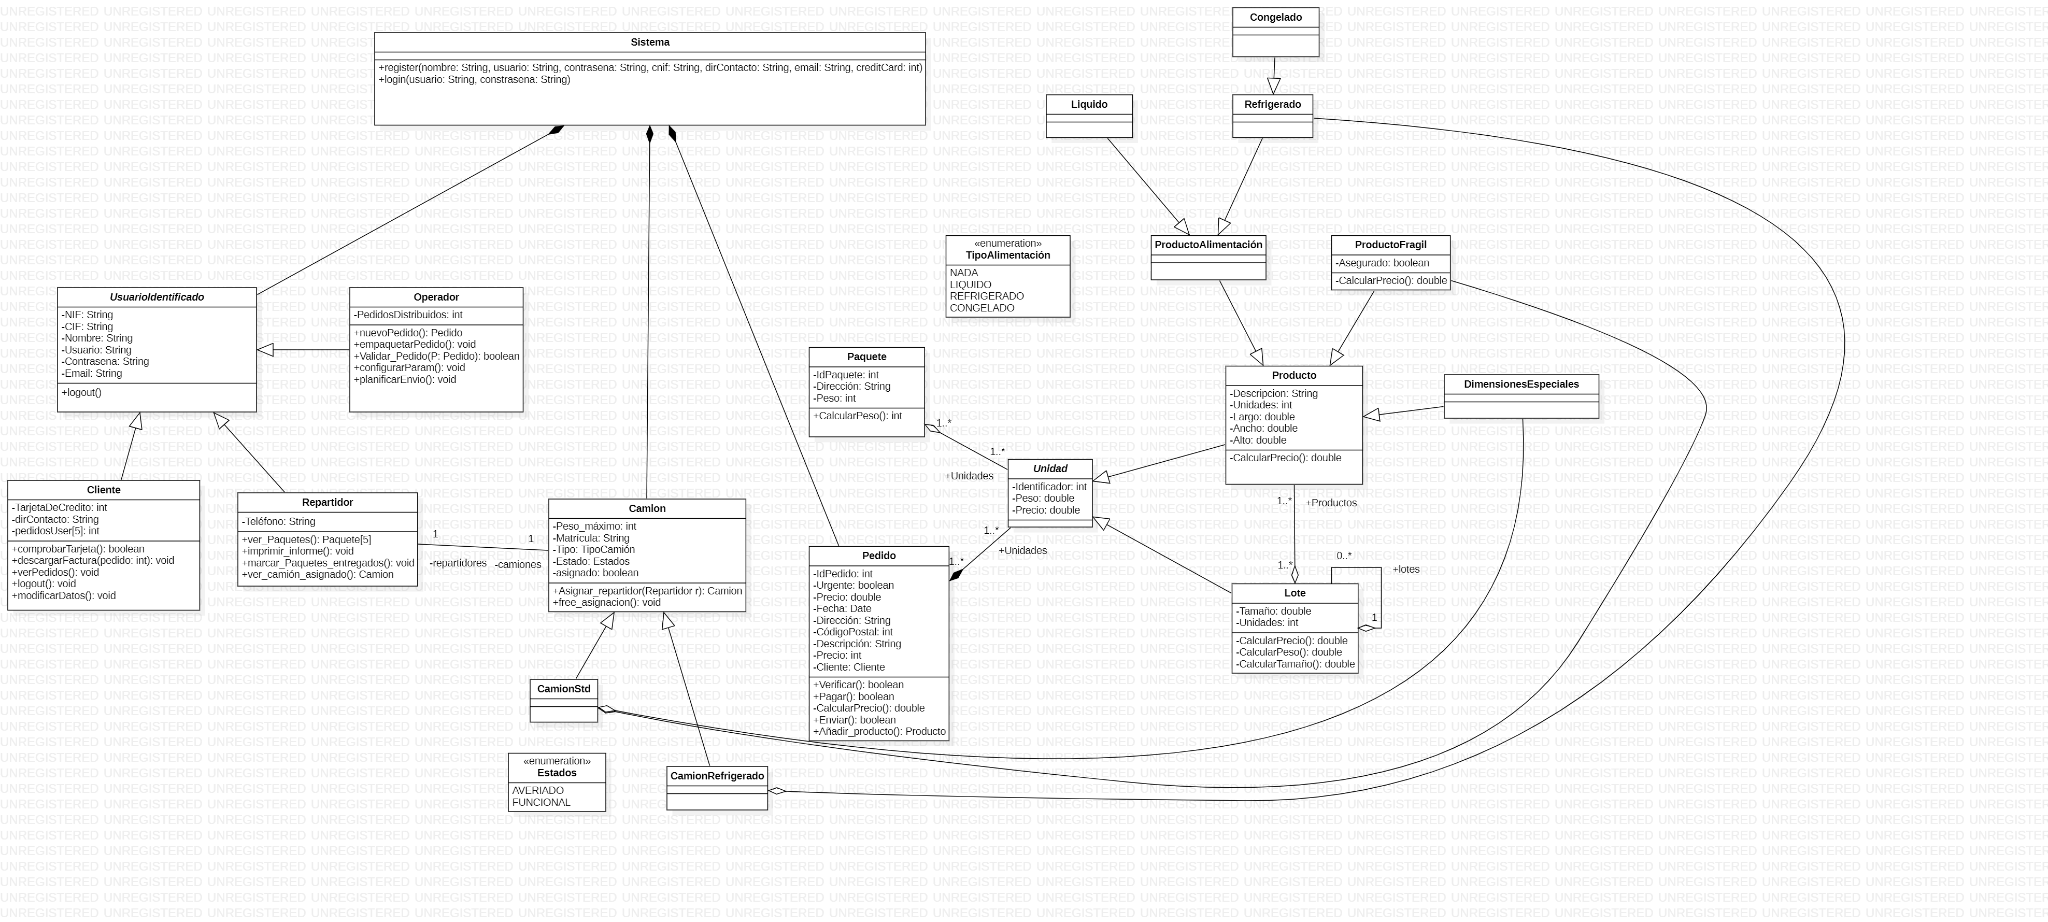 Sistema
+register(nombre: String, usuario: String, contrasena: String, cnif: String, dirContacto: String, email: String, creditCard: int)
+login(usuario: String, constrasena: String)
Congelado
Liquido
Refrigerado
«enumeration»
TipoAlimentación
NADA
LIQUIDO
REFRIGERADO
CONGELADO
ProductoAlimentación
ProductoFragil
-Asegurado: boolean
-CalcularPrecio(): double
UsuarioIdentificado
-NIF: String
-CIF: String
-Nombre: String
-Usuario: String
-Contrasena: String
-Email: String
+logout()
Operador
-PedidosDistribuidos: int
+nuevoPedido(): Pedido
+empaquetarPedido(): void
+Validar_Pedido(P: Pedido): boolean
+configurarParam(): void
+planificarEnvio(): void
Paquete
-IdPaquete: int
-Dirección: String
-Peso: int
+CalcularPeso(): int
1..*
1..*
+Unidades
Producto
-Descripcion: String
-Unidades: int
-Largo: double
-Ancho: double
-Alto: double
-CalcularPrecio(): double
DimensionesEspeciales
Unidad
-Identificador: int
-Peso: double
-Precio: double
1..*
+Unidades
1..*
1..*
+Productos
1..*
0..*
+lotes
1
Cliente
-TarjetaDeCredito: int
-dirContacto: String
-pedidosUser[5]: int
+comprobarTarjeta(): boolean
+descargarFactura(pedido: int): void
+verPedidos(): void
+logout(): void
+modificarDatos(): void
Repartidor
-Teléfono: String
+ver_Paquetes(): Paquete[5]
+imprimir_informe(): void
+marcar_Paquetes_entregados(): void
+ver_camión_asignado(): Camion
1
-repartidores
1
-camiones
Camion
-Peso_máximo: int
-Matrícula: String
-Tipo: TipoCamión
-Estado: Estados
-asignado: boolean
+Asignar_repartidor(Repartidor r): Camion
+free_asignacion(): void
Pedido
-IdPedido: int
-Urgente: boolean
-Precio: double
-Fecha: Date
-Dirección: String
-CódigoPostal: int
-Descripción: String
-Precio: int
-Cliente: Cliente
+Verificar(): boolean
+Pagar(): boolean
-CalcularPrecio(): double
+Enviar(): boolean
+Añadir_producto(): Producto
Lote
-Tamaño: double
-Unidades: int
-CalcularPrecio(): double
-CalcularPeso(): double
-CalcularTamaño(): double
CamionStd
«enumeration»
Estados
AVERIADO
FUNCIONAL
CamionRefrigerado